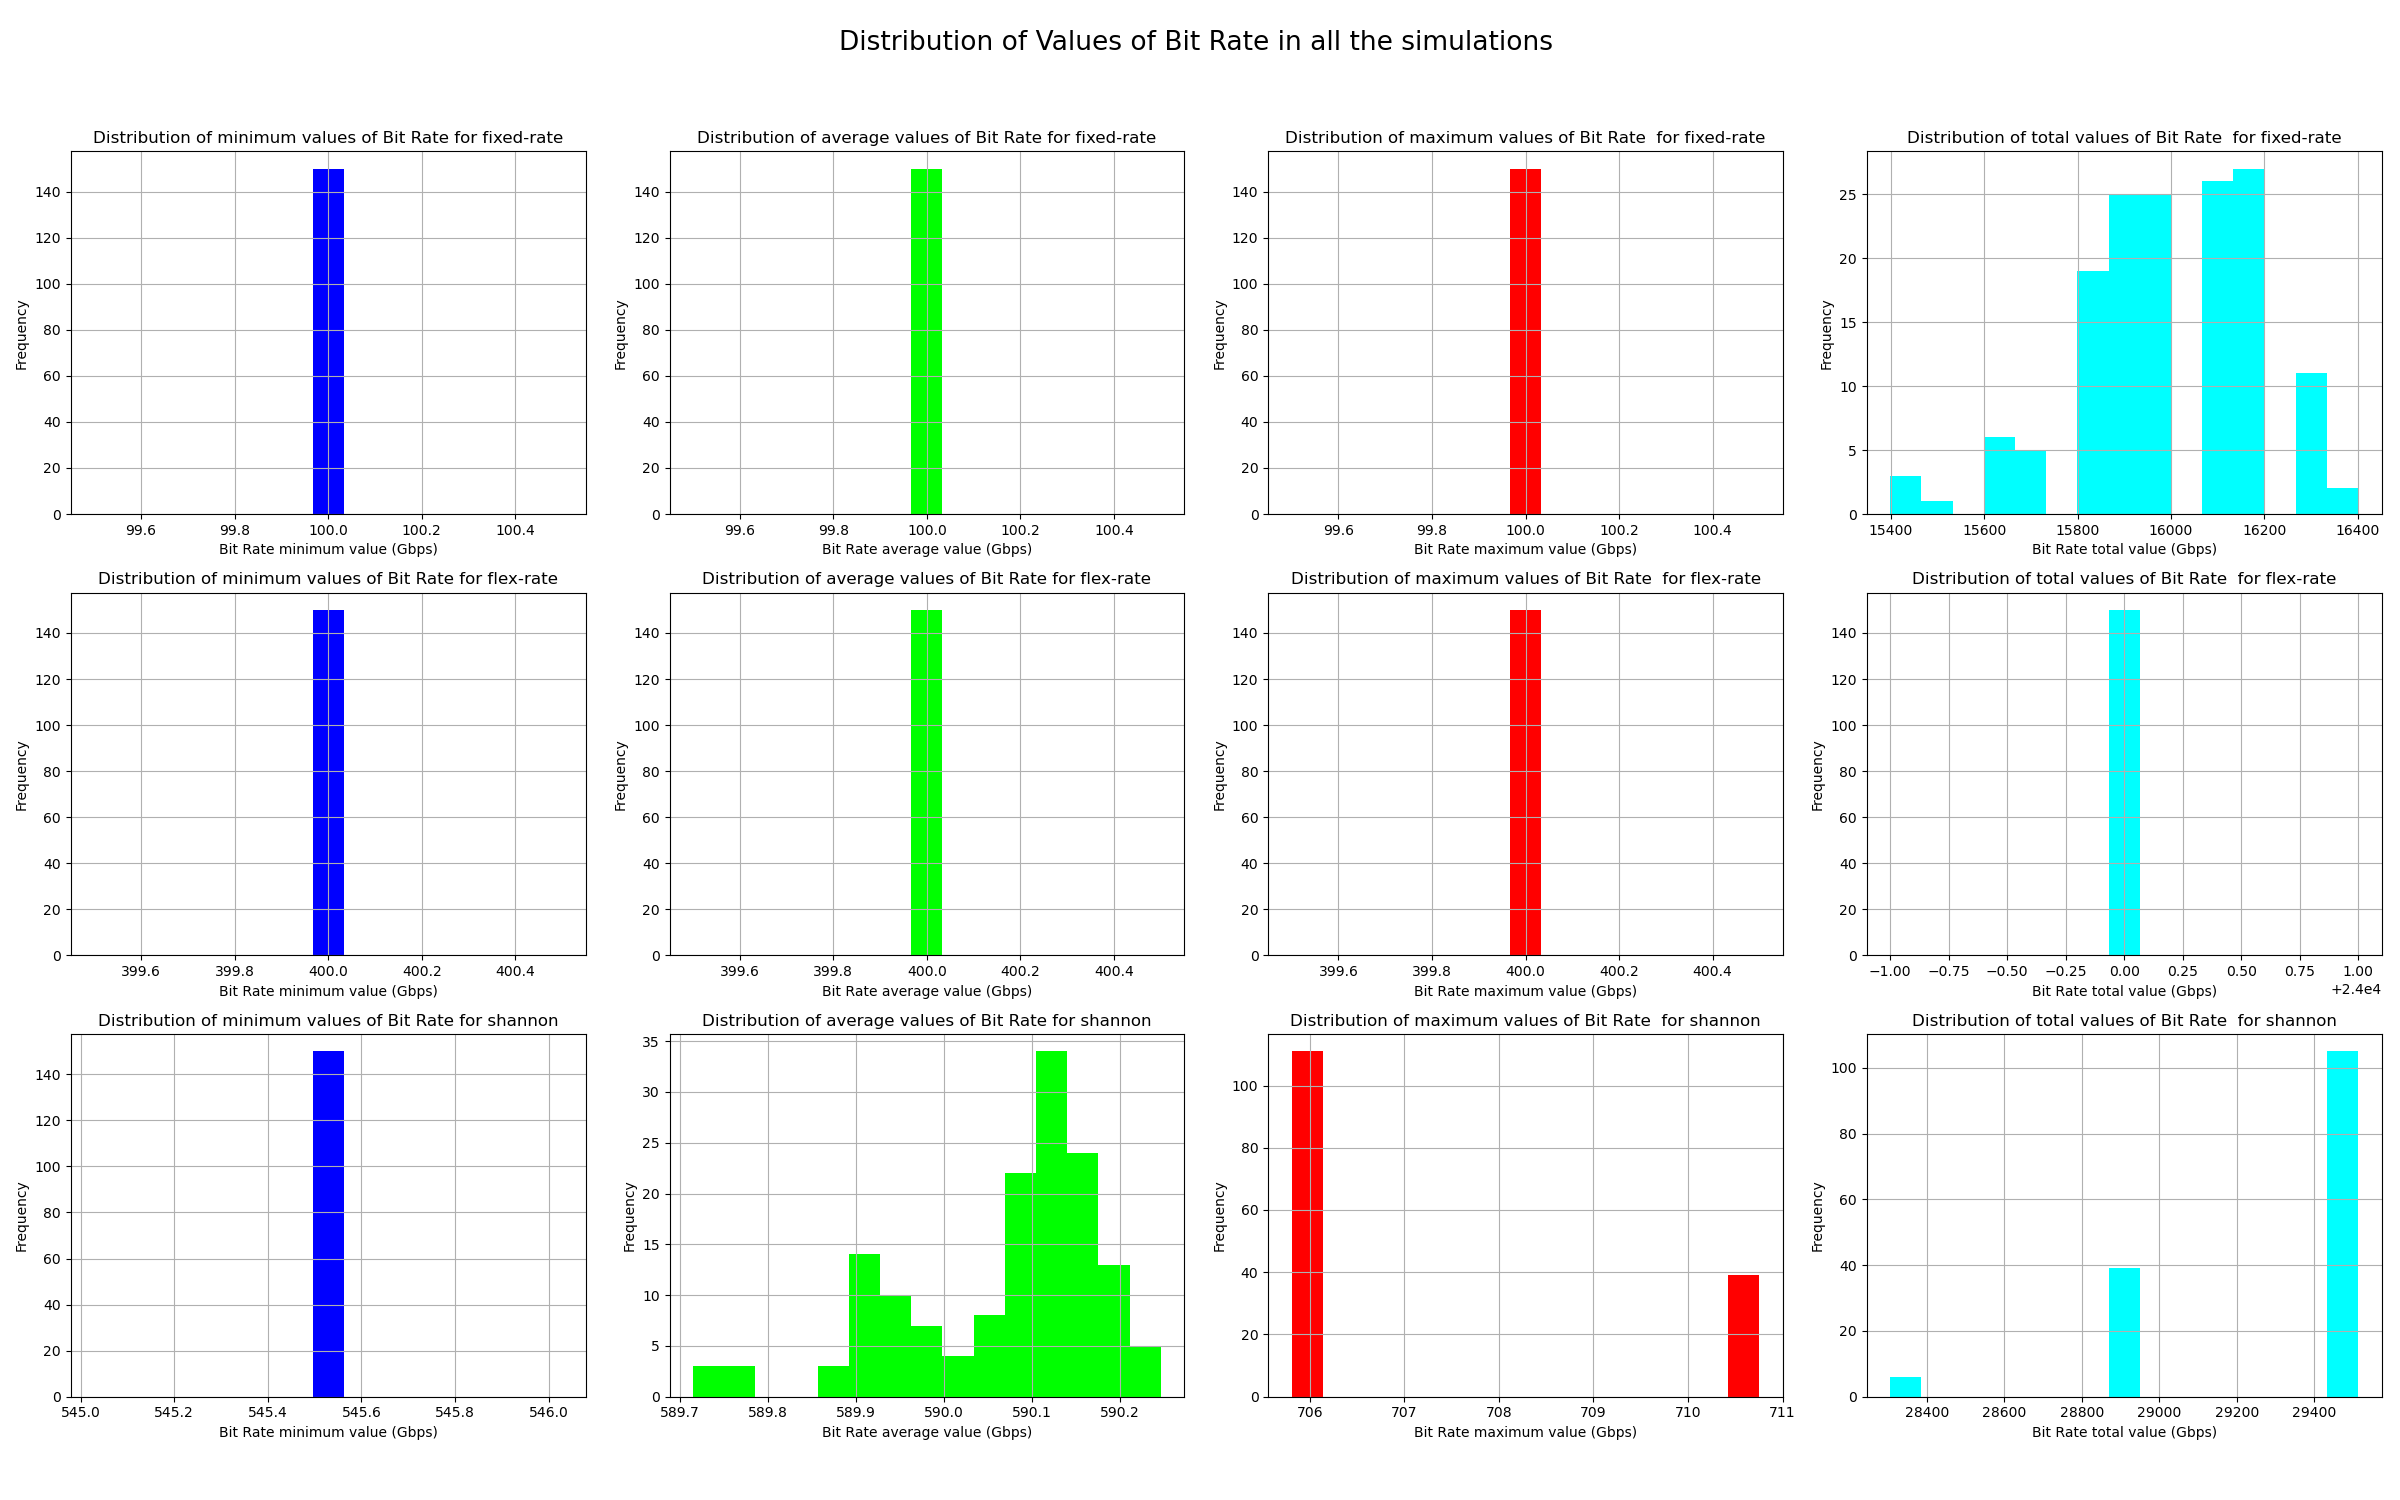 Distribution of Values of Bit Rate in all the simulations
Distribution of minimum values of Bit Rate for fixed-rate
Frequency
140
120
100
80
60
40
20
0
99.6 99.8 100.0 100.2 100.4
Bit Rate minimum value (Gbps)
Distribution of average values of Bit Rate for fixed-rate
Frequency
140
120
100
80
60
40
20
0
99.6 99.8 100.0 100.2 100.4
Bit Rate average value (Gbps)
Distribution of maximum values of Bit Rate  for fixed-rate
Frequency
140
120
100
80
60
40
20
0
99.6 99.8 100.0 100.2 100.4
Bit Rate maximum value (Gbps)
Distribution of total values of Bit Rate  for fixed-rate
Frequency
25
20
15
10
5
0
15400 15600 15800 16000 16200 16400
Bit Rate total value (Gbps)
Distribution of minimum values of Bit Rate for flex-rate
Frequency
140
120
100
80
60
40
20
0
399.6 399.8 400.0 400.2 400.4
Bit Rate minimum value (Gbps)
Distribution of average values of Bit Rate for flex-rate
Frequency
140
120
100
80
60
40
20
0
399.6 399.8 400.0 400.2 400.4
Bit Rate average value (Gbps)
Distribution of maximum values of Bit Rate  for flex-rate
Frequency
140
120
100
80
60
40
20
0
399.6 399.8 400.0 400.2 400.4
Bit Rate maximum value (Gbps)
Distribution of total values of Bit Rate  for flex-rate
Frequency
140
120
100
80
60
40
20
0
−1.00 −0.75 −0.50 −0.25 0.00 0.25 0.50 0.75 1.00
+2.4e4
Bit Rate total value (Gbps)
Distribution of minimum values of Bit Rate for shannon
Frequency
140
120
100
80
60
40
20
0
545.0 545.2 545.4 545.6 545.8 546.0
Bit Rate minimum value (Gbps)
Distribution of average values of Bit Rate for shannon
Frequency
35
30
25
20
15
10
5
0
589.7 589.8 589.9 590.0 590.1 590.2
Bit Rate average value (Gbps)
Distribution of maximum values of Bit Rate  for shannon
Frequency
100
80
60
40
20
0
706 707 708 709 710 711
Bit Rate maximum value (Gbps)
Distribution of total values of Bit Rate  for shannon
Frequency
100
80
60
40
20
0
28400 28600 28800 29000 29200 29400
Bit Rate total value (Gbps)